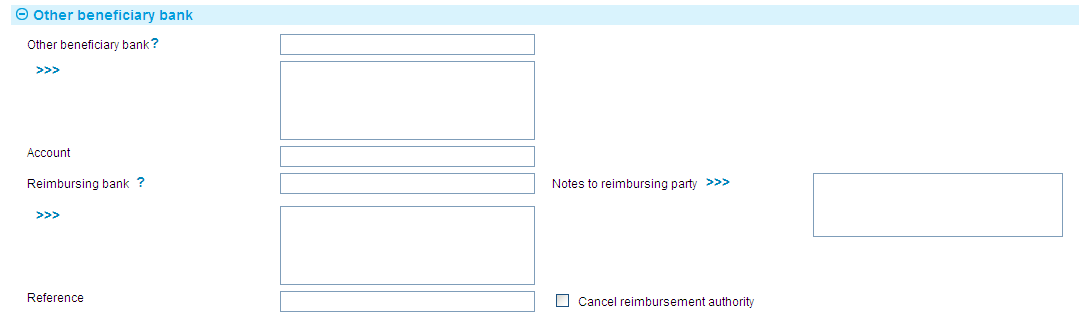 Other beneficiary bank
Other beneficiary bank ?
>>>
Account
Reimbursing bank ?
Notes to reimbursing party >>>
>>>
Reference
Cancel reimbursement authority